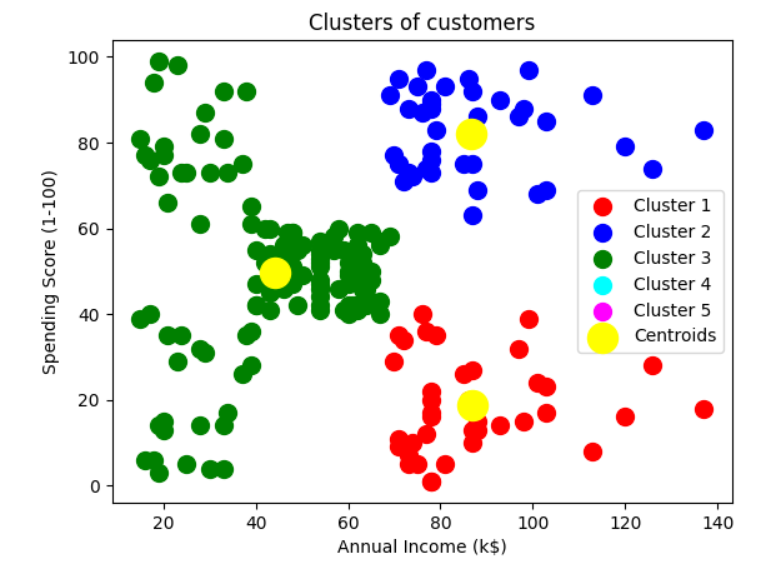 Clusters of customers
100
80
60
40
20
0
Spending Score (1-100)
20 40 60 80 100 120 140
Annual Income (k$)
Cluster 1
Cluster 2
Cluster 3
Cluster 4
Cluster 5
Centroids